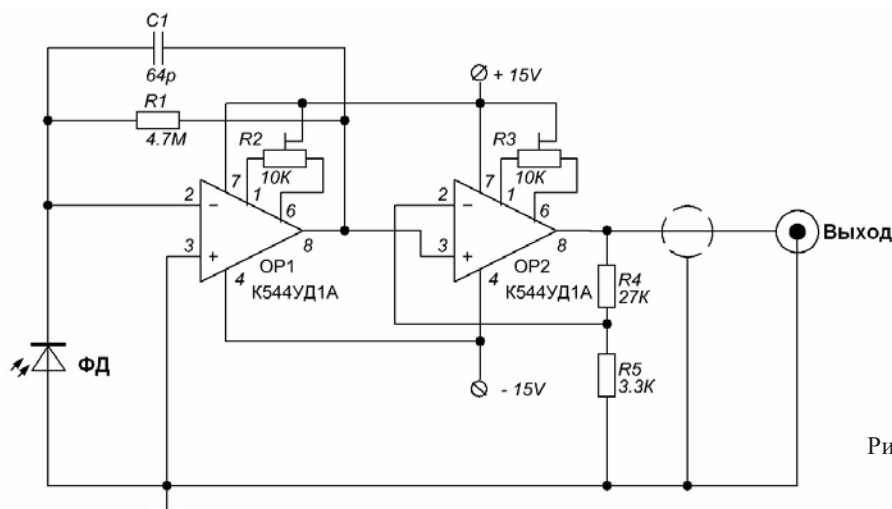 C1
64p
R1
4.7M
+ 15V
R2
10K
R3
10K
7
1
6
2
3
8
4
OP1
К544УД1А
7
1
6
2
3
8
4
OP2
К544УД1А
Выход
R4
27K
ФД
- 15V
R5
3.3K
Ри